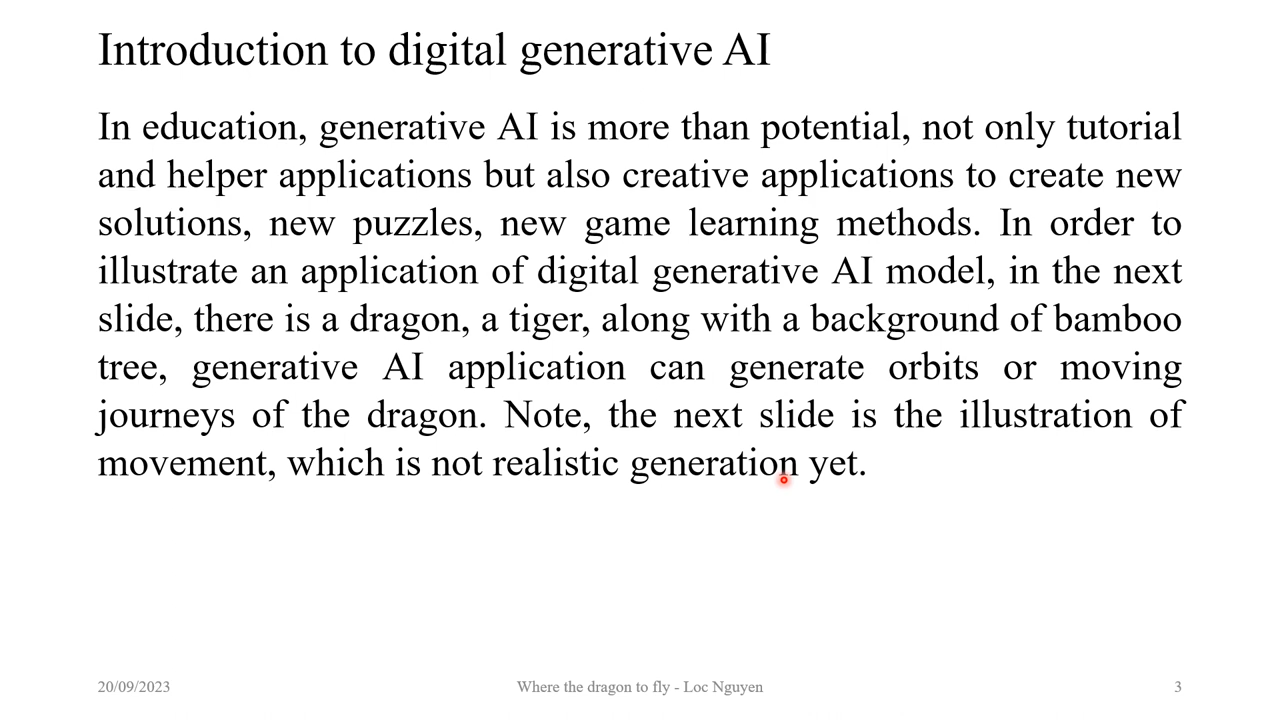 Introduction to digital generative AI
In education, generative AI is more than potential, not only tutorial
and helper applications but also creative applications to create new
solutions, new puzzles, new game learning methods. In order to
illustrate an application of digital generative AI model, in the next
slide, there is a dragon, a tiger, along with a background of bamboo
tree, generative AI application can generate orbits or moving
journeys of the dragon. Note, the next slide is the illustration of
movement, which is not realistic generation yet.
20/09/2023
Where the dragon to fly - Loc Nguyen
3